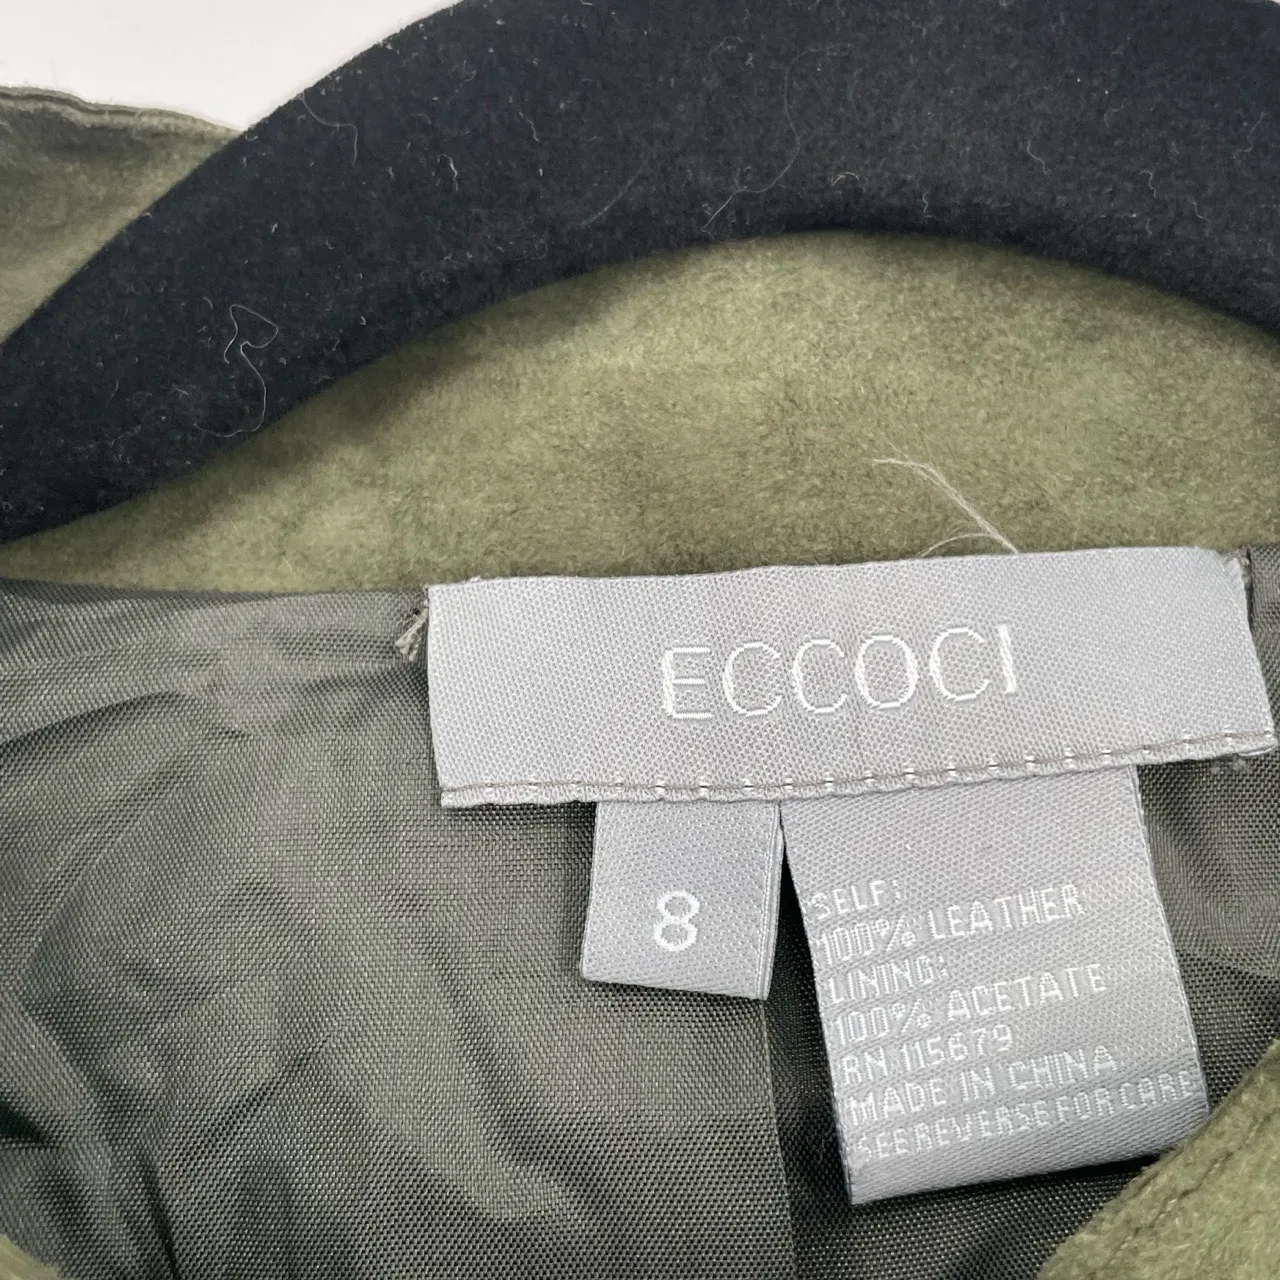 ECCOCI
8
SELF:
100% LEATHER
LINING:
100% ACETATE
RN 115679
MADE IN CHINA
SEE REVERSE FOR CARE